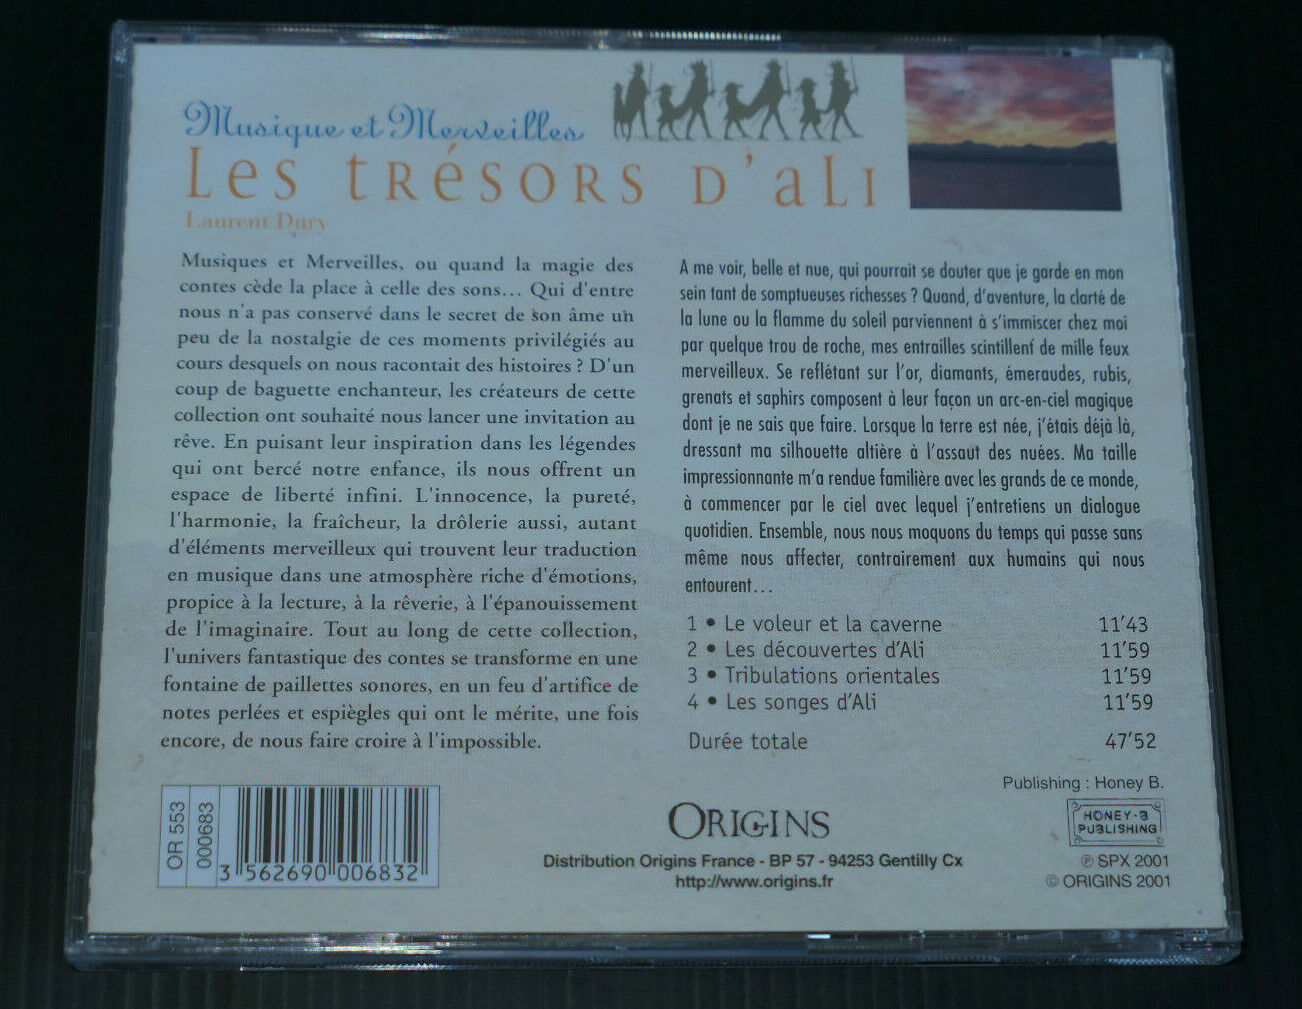 Musique et Merveilles
Les trésors d'ali
Laurent Dury
Musiques et Merveilles, ou quand la magie des
contes cède la place à celle des sons... Qui d'entre
nous n'a pas conservé dans le secret de son âme un
peu de la nostalgie de ces moments privilégiés au
cours desquels on nous racontait des histoires ? D'un
coup de baguette enchanteur, les créateurs de cette
collection ont souhaité nous lancer une invitation au
rêve. En puisant leur inspiration dans les légendes
qui ont bercé notre enfance, ils nous offrent un
espace de liberté infini. L'innocence, la pureté,
l'harmonie, la fraîcheur, la drôlerie aussi, autant
d'éléments merveilleux qui trouvent leur traduction
en musique dans une atmosphère riche d'émotions,
propice à la lecture, à la rêverie, à l'épanouissement
de l'imaginaire. Tout au long de cette collection,
l'univers fantastique des contes se transforme en une
fontaine de paillettes sonores, en un feu d'artifice de
notes perlées et espiègles qui ont le mérite, une fois
encore, de nous faire croire à l'impossible.
A me voir, belle et nue, qui pourrait se douter que je garde en mon
sein tant de somptueuses richesses ? Quand, d'aventure, la clarté de
la lune ou la flamme du soleil parviennent à s'immiscer chez moi
par quelque trou de roche, mes entrailles scintillent de mille feux
merveilleux. Se reflétant sur l'or, diamants, émeraudes, rubis,
grenats et saphirs composent à leur façon un arc-en-ciel magique
dont je ne sais que faire. Lorsque la terre est née, j'étais déjà là,
dressant ma silhouette altière à l'assaut des nuées. Ma taille
impressionnante m'a rendue familière avec les grands de ce monde,
à commencer par le ciel avec lequel j'entretiens un dialogue
quotidien. Ensemble, nous nous moquons du temps qui passe sans
même nous affecter, contrairement aux humains qui nous
entourent...
1 • Le voleur et la caverne 11'43
2 • Les découvertes d'Ali 11'59
3 • Tribulations orientales 11'59
4 • Les songes d'Ali 11'59
Durée totale 47'52
Publishing : Honey B.
HONEY-B
PUBLISHING
℗ SPX 2001
© ORIGINS 2001
ORIGINS
Distribution Origins France - BP 57 - 94253 Gentilly Cx
http://www.origins.fr
OR 553
000683
3 562690 006832